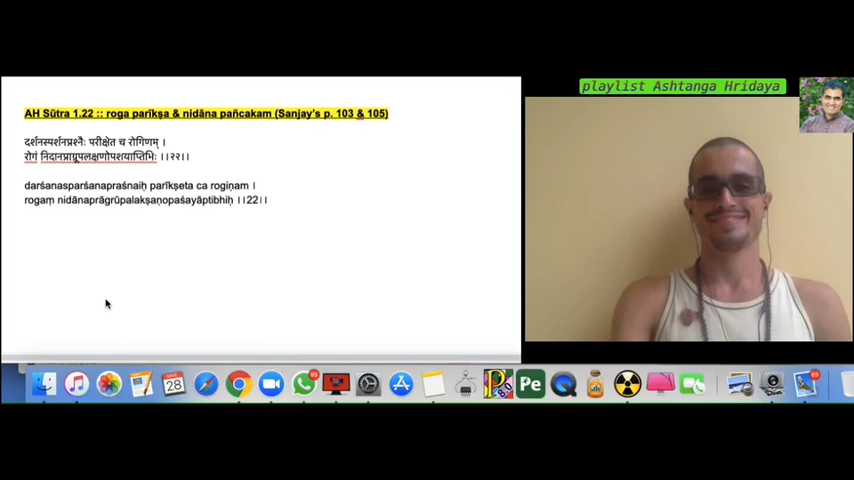 playlist Ashtanga Hridaya
AH Sūtra 1.22 :: roga parīkṣa & nidāna pañcakam (Sanjay's p. 103 & 105)
दर्शनस्पर्शनप्रश्नैः परीक्षेत च रोगिणम् ।
रोगं निदानप्राग्रूपलक्षणोपशयाप्तिभिः ।।२२।।
darśanasparśanapraśnaiḥ parīkṣeta ca rogiṇam ।
rogaṃ nidānaprāgrūpalakṣaṇopaśayāptibhiḥ ।।22।।
28
Pe